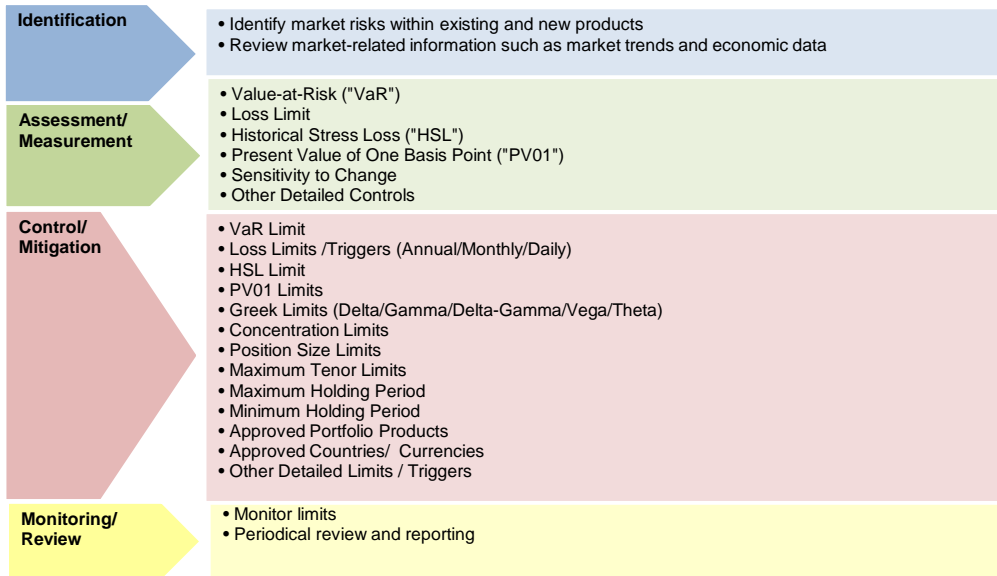 Identification
• Identify market risks within existing and new products
• Review market-related information such as market trends and economic data
Assessment/
Measurement
• Value-at-Risk ("VaR")
• Loss Limit
• Historical Stress Loss ("HSL")
• Present Value of One Basis Point ("PV01")
• Sensitivity to Change
• Other Detailed Controls
Control/
Mitigation
• VaR Limit
• Loss Limits /Triggers (Annual/Monthly/Daily)
• HSL Limit
• PV01 Limits
• Greek Limits (Delta/Gamma/Delta-Gamma/Vega/Theta)
• Concentration Limits
• Position Size Limits
• Maximum Tenor Limits
• Maximum Holding Period
• Minimum Holding Period
• Approved Portfolio Products
• Approved Countries/ Currencies
• Other Detailed Limits / Triggers
Monitoring/
Review
• Monitor limits
• Periodical review and reporting